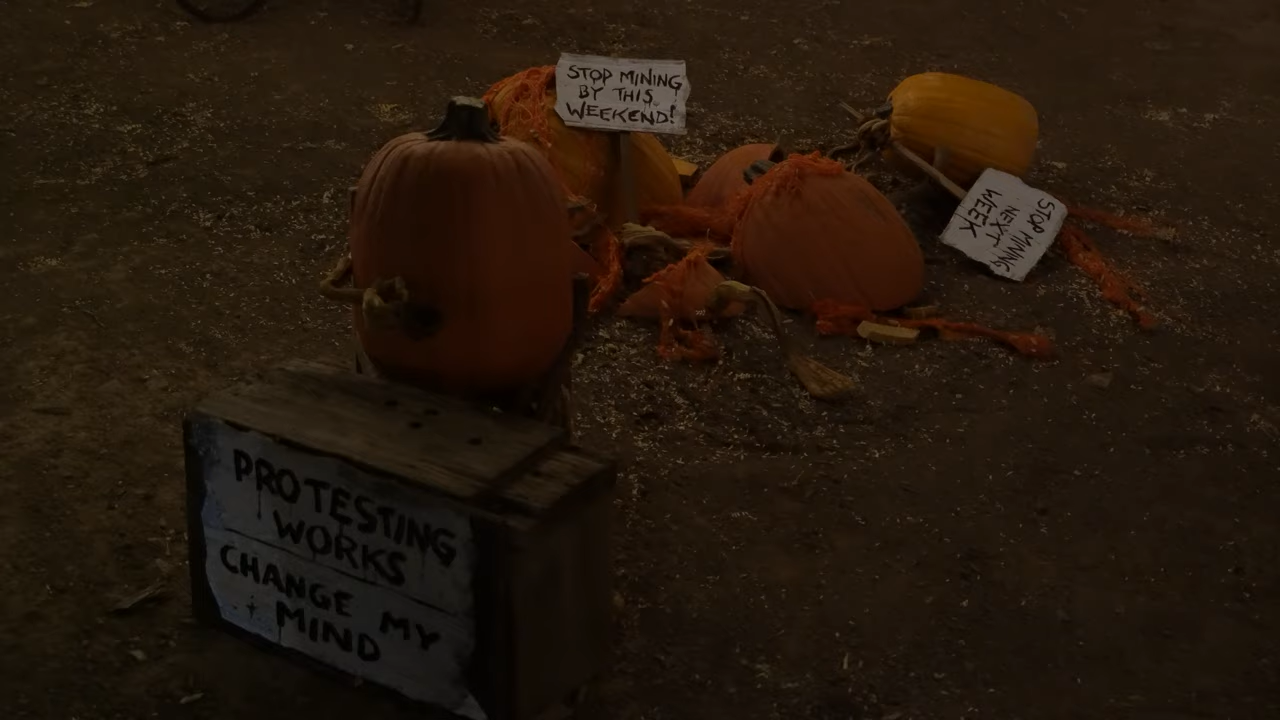 STOP MINING
BY THIS
WEEKEND!
STOP MINING
NEXT
WEEK
PROTESTING
WORKS
CHANGE MY
MIND